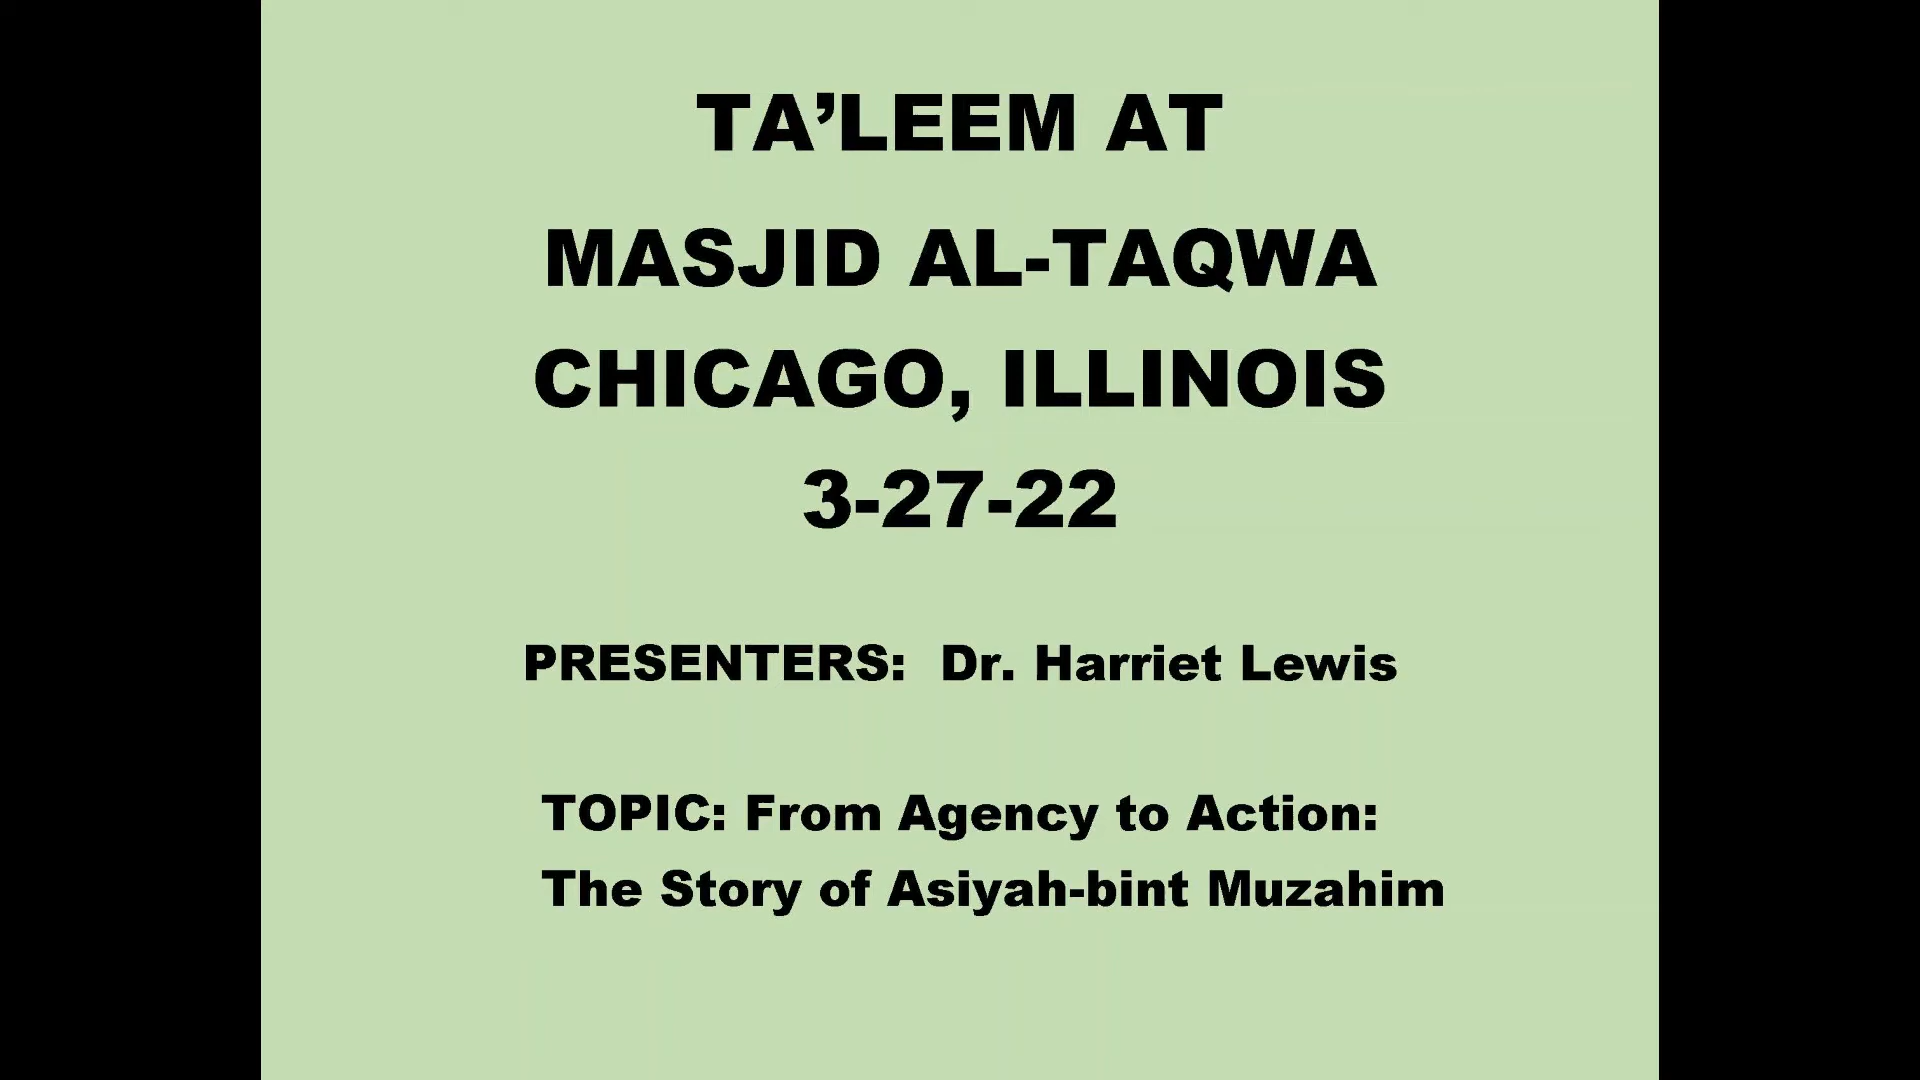 TA’LEEM AT
MASJID AL-TAQWA
CHICAGO, ILLINOIS
3-27-22
PRESENTERS:  Dr. Harriet Lewis
TOPIC: From Agency to Action:
The Story of Asiyah-bint Muzahim